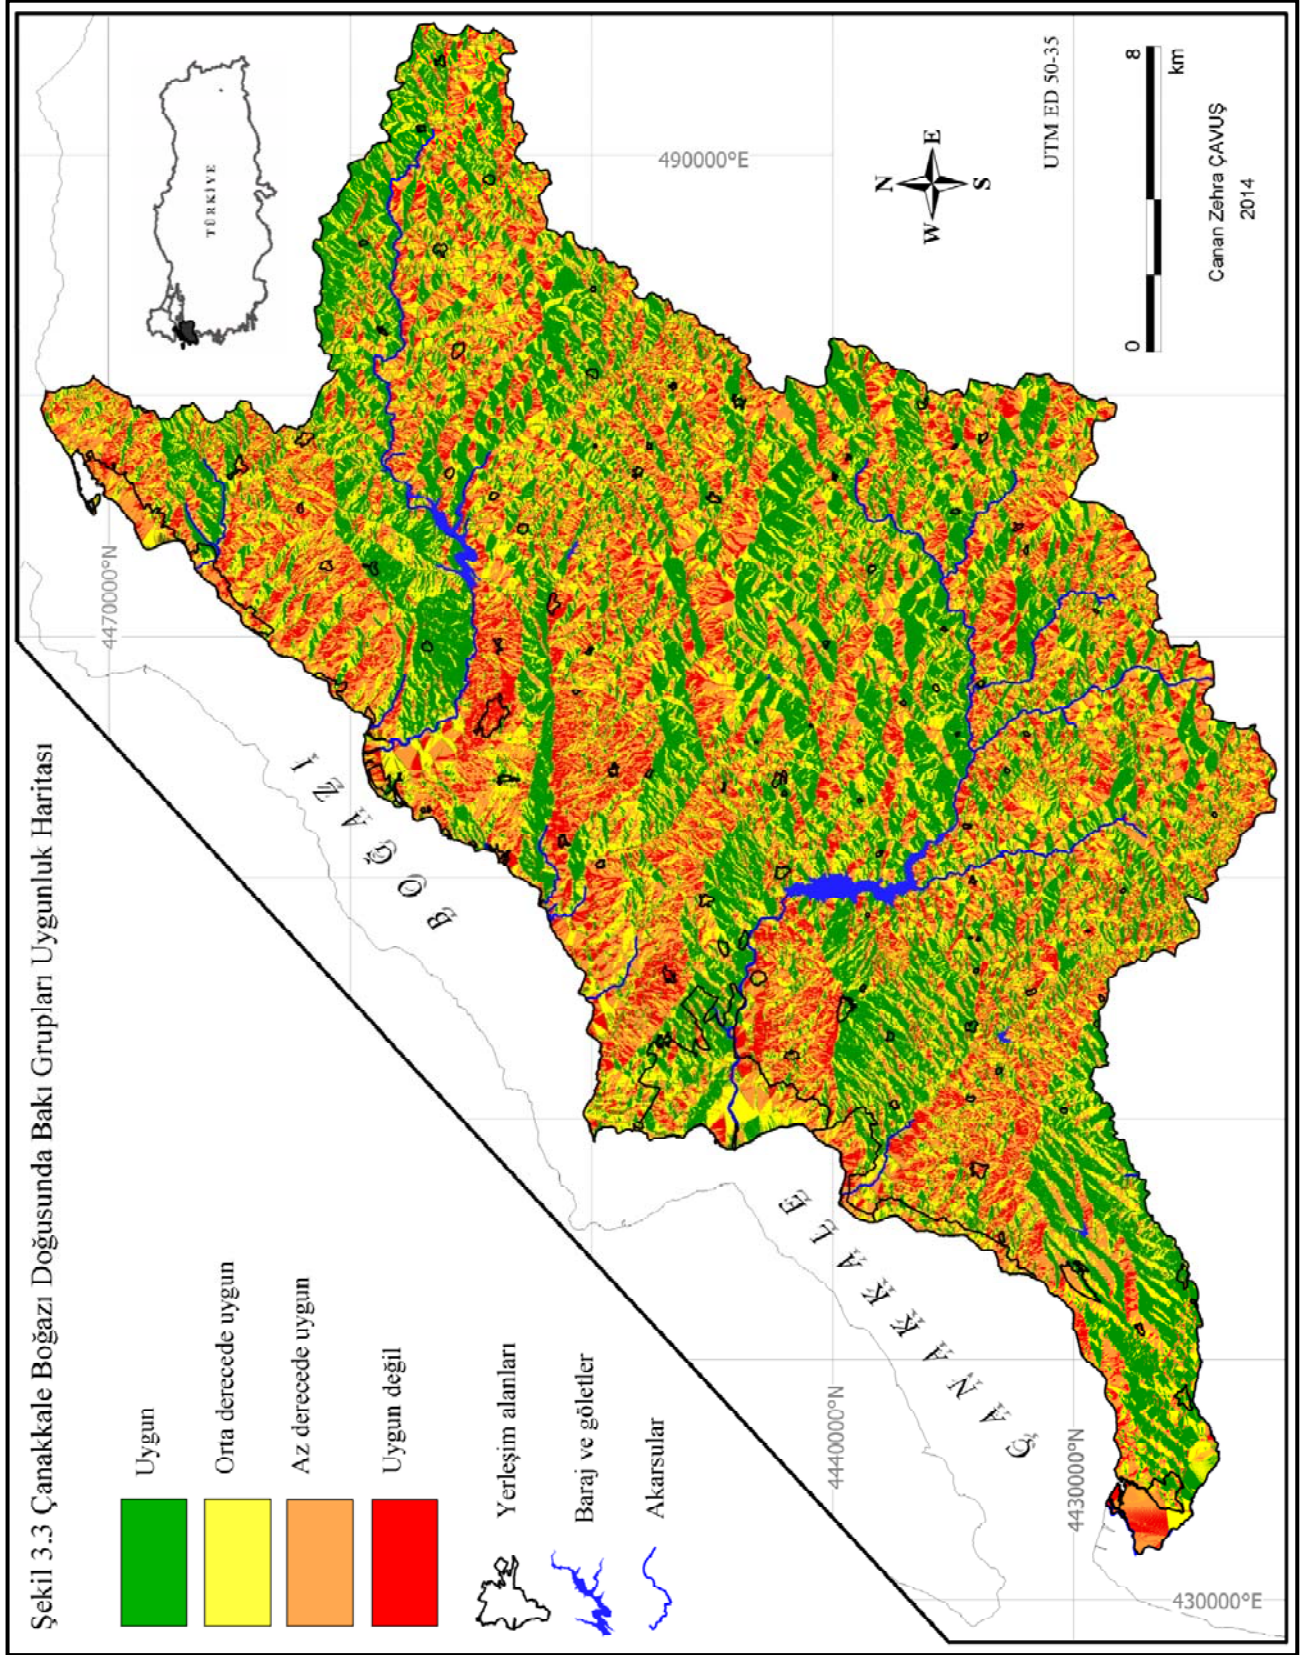 Şekil 3.3 Çanakkale Boğazı Doğusunda Bakı Grupları Uygunluk Haritası
Uygun
Orta derecede uygun
Az derecede uygun
Uygun değil
Yerleşim alanları
Baraj ve göletler
Akarsular
ÇANAKKALE
BOĞAZI
TÜRKİYE
4470000°N
4440000°N
4430000°N
430000°E
490000°E
N
W
E
S
UTM ED 50-35
0
8
km
Canan Zehra ÇAVUŞ
2014